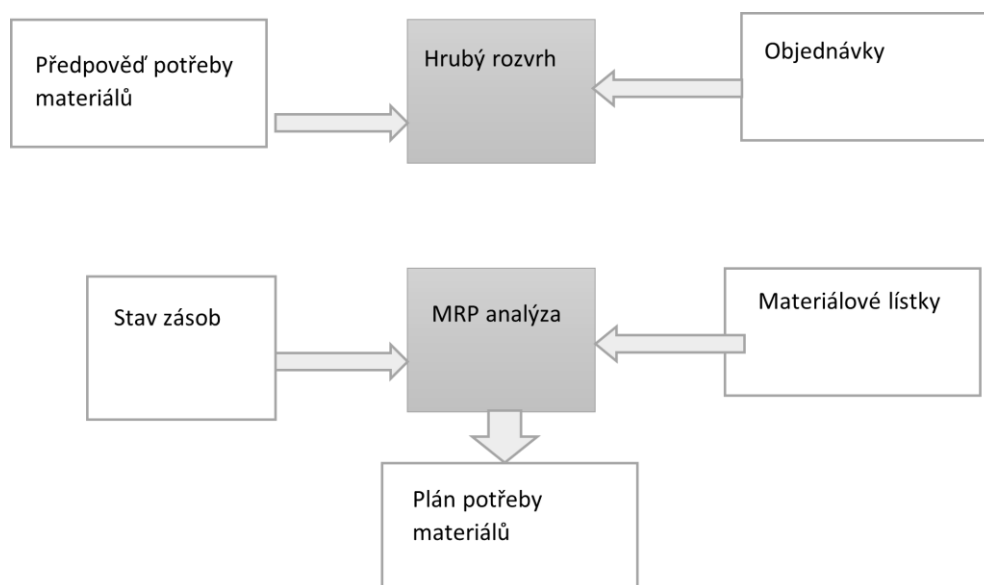 Předpověď potřeby
materiálů
Hrubý rozvrh
Objednávky
Stav zásob
MRP analýza
Materiálové lístky
Plán potřeby
materiálů